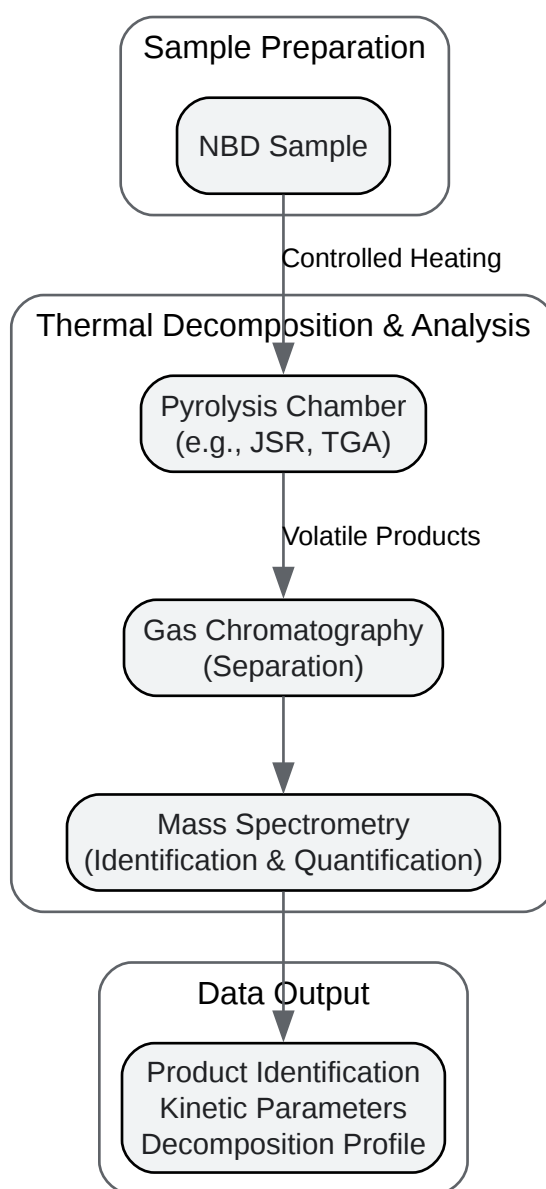 Sample Preparation
NBD Sample
Controlled Heating
Thermal Decomposition & Analysis
Pyrolysis Chamber
(e.g., JSR, TGA)
Volatile Products
Gas Chromatography
(Separation)
Mass Spectrometry
(Identification & Quantification)
Data Output
Product Identification
Kinetic Parameters
Decomposition Profile